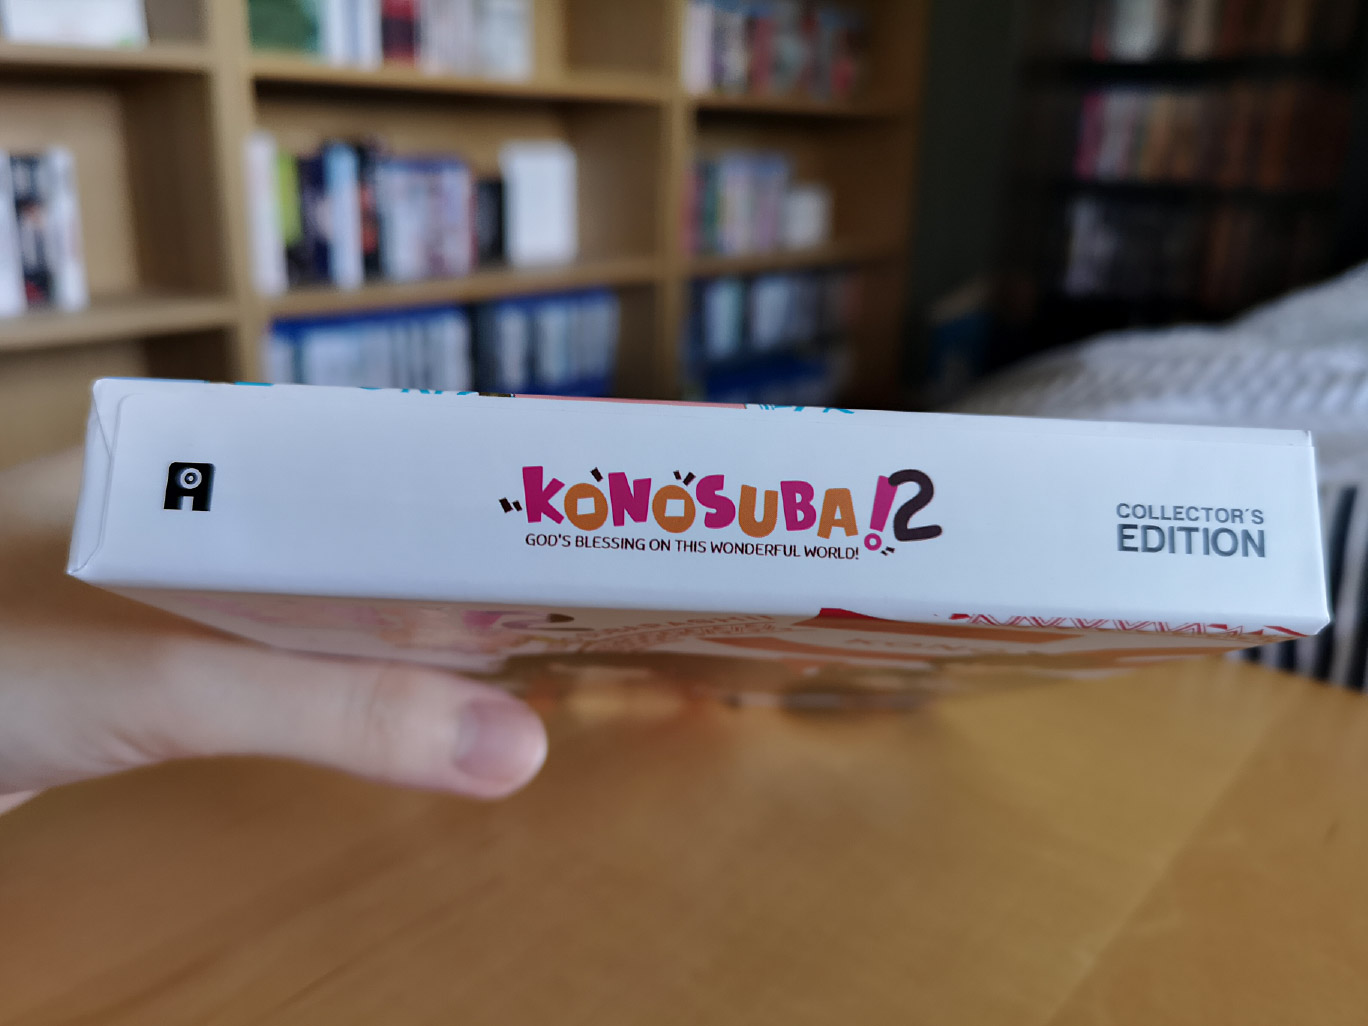 KONOSUBA!2
GOD'S BLESSING ON THIS WONDERFUL WORLD!
COLLECTOR'S
EDITION